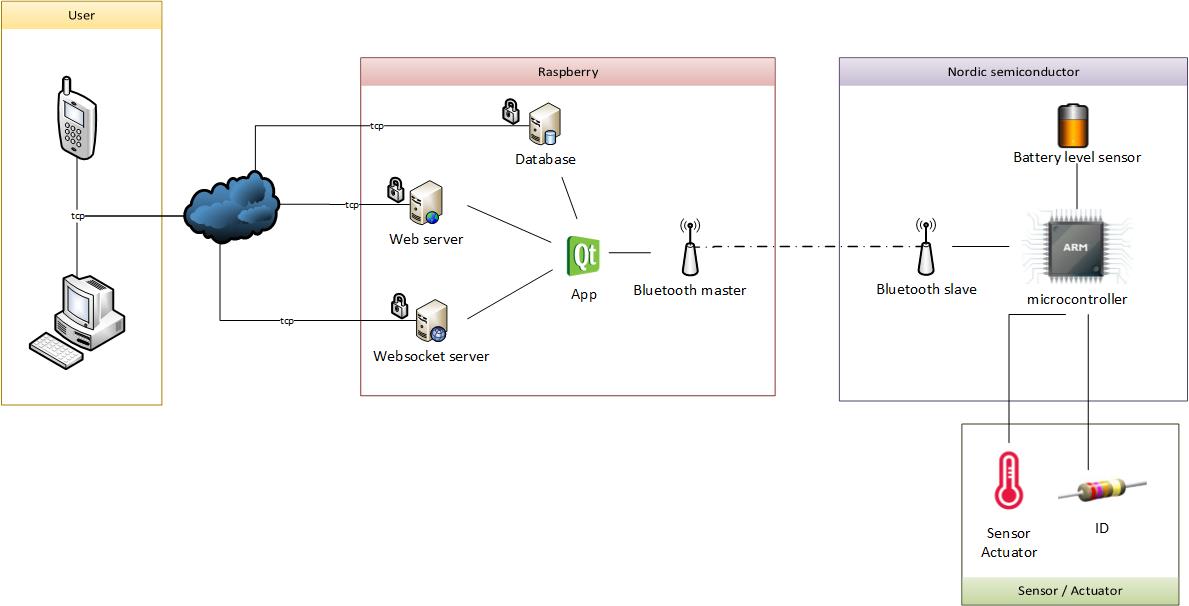 User
Raspberry
Nordic semiconductor
tcp
Database
Battery level sensor
tcp
tcp
Web server
Qt
App
ARM
Bluetooth master
Bluetooth slave
microcontroller
tcp
Websocket server
Sensor
Actuator
ID
Sensor / Actuator